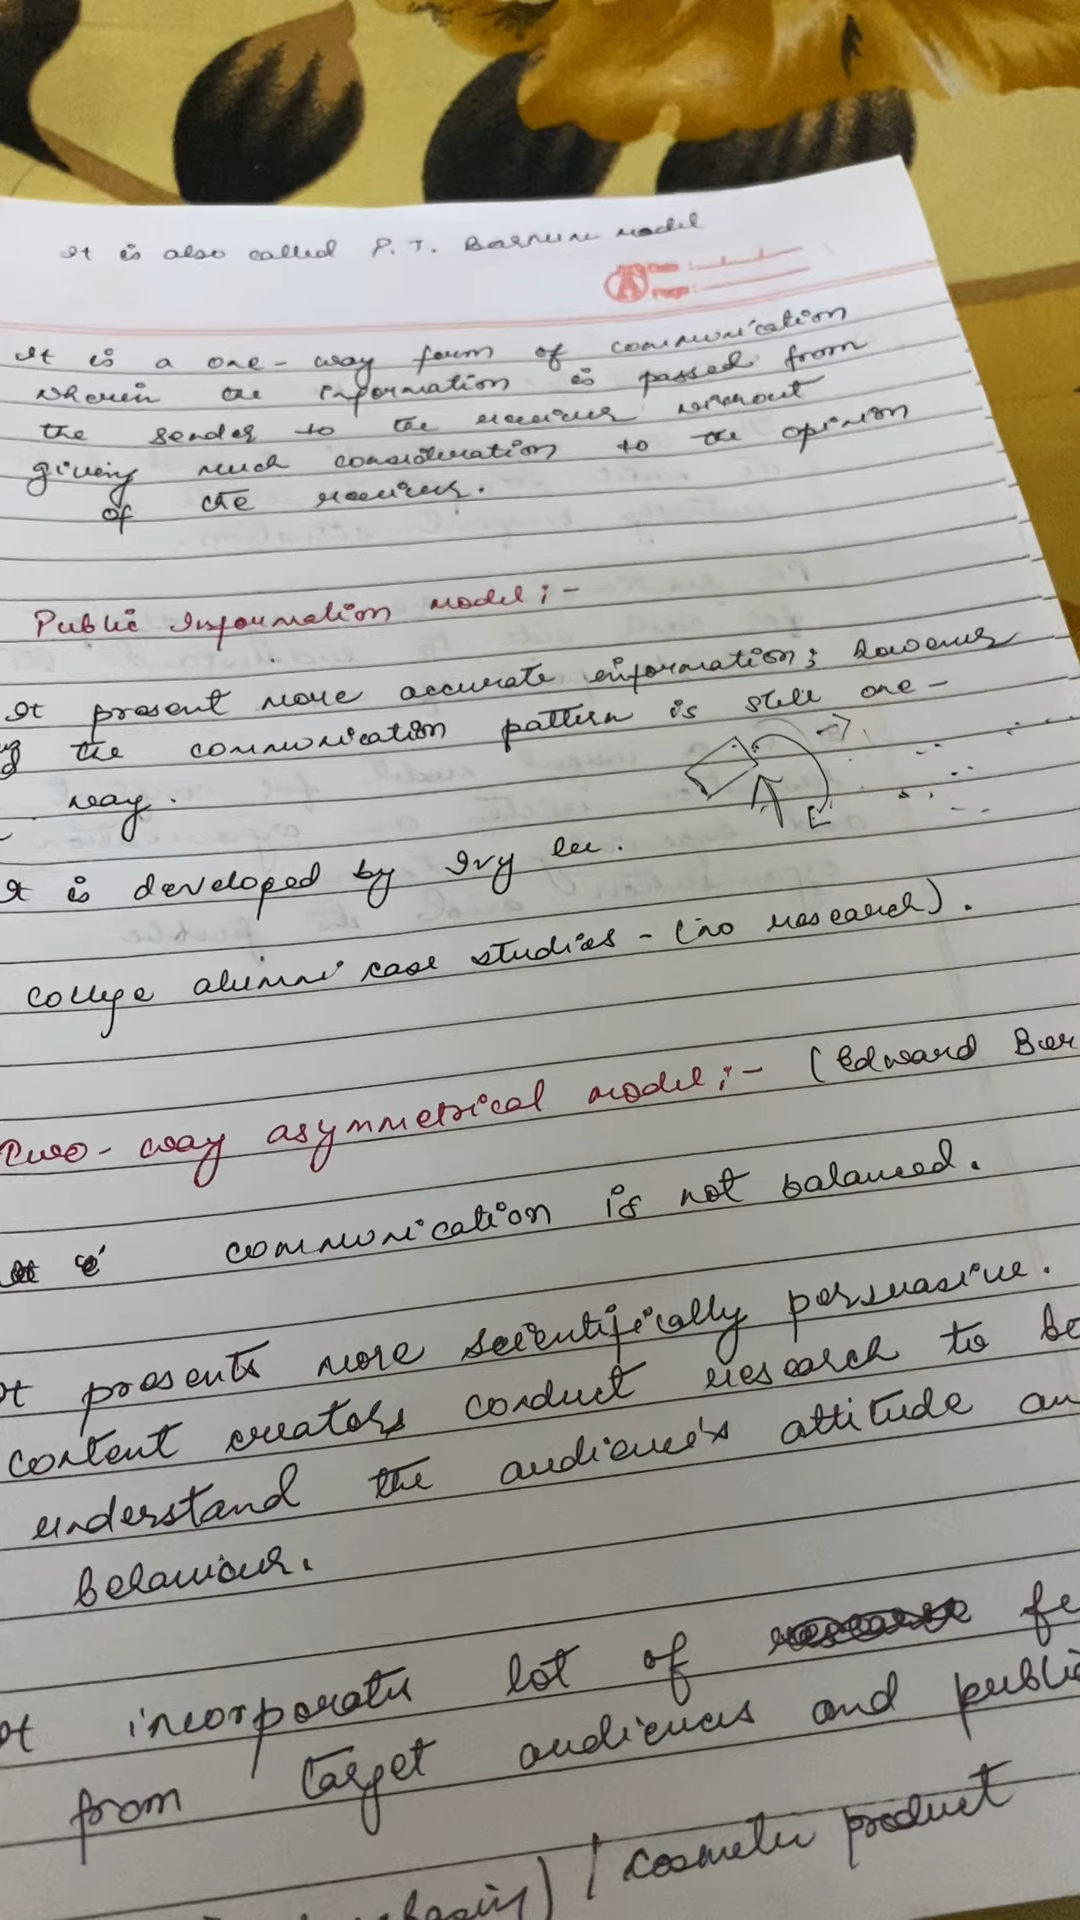 It is also called P.T. Barnum model
Date :
Page :
It is a one-way form of communication
wherein the information is passed from
the sender to the receiver without
giving much consideration to the opinion
of the receiver.
Public Information model ;-
It present more accurate information; however
the communication pattern is still one-
way.
It is developed by Ivy lee.
College alumni case studies - (no research).
Two-way asymmetrical model ;- (Edward Ber
communication is not balanced.
It presents more scientifically persuasive.
content creators conduct research to be
understand the audience's attitude an
behaviour.
It incorporates lot of fe
from target audiences and public
) / cosmetic product